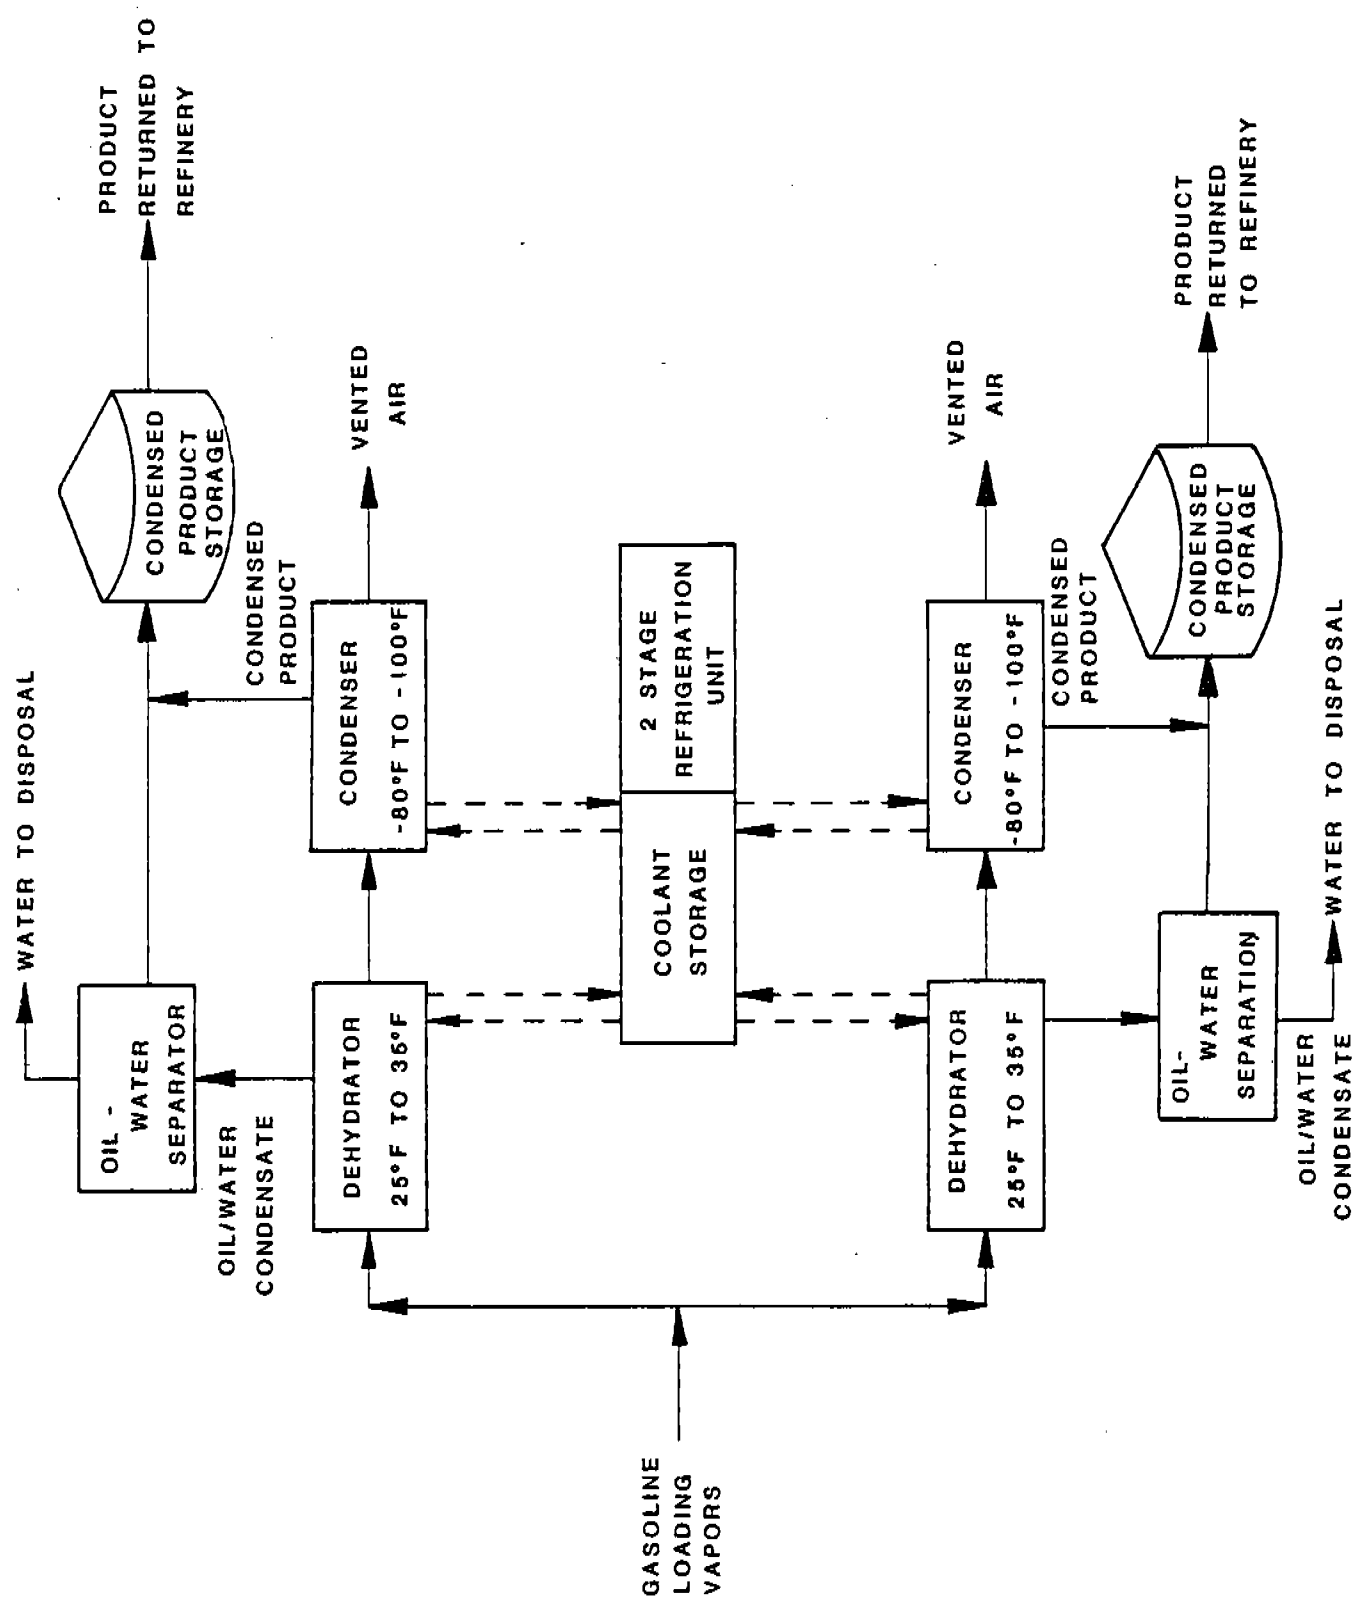 PRODUCT
RETURNED TO
REFINERY
CONDENSED
PRODUCT
STORAGE
WATER TO DISPOSAL
OIL -
WATER
SEPARATOR
CONDENSED
PRODUCT
OIL/WATER
CONDENSATE
VENTED
AIR
CONDENSER
-80°F TO -100°F
DEHYDRATOR
25°F TO 35°F
2 STAGE
REFRIGERATION
UNIT
COOLANT
STORAGE
GASOLINE
LOADING
VAPORS
VENTED
AIR
CONDENSER
-80°F TO -100°F
DEHYDRATOR
25°F TO 35°F
CONDENSED
PRODUCT
PRODUCT
RETURNED
TO REFINERY
CONDENSED
PRODUCT
STORAGE
OIL-
WATER
SEPARATION
WATER TO DISPOSAL
OIL/WATER
CONDENSATE